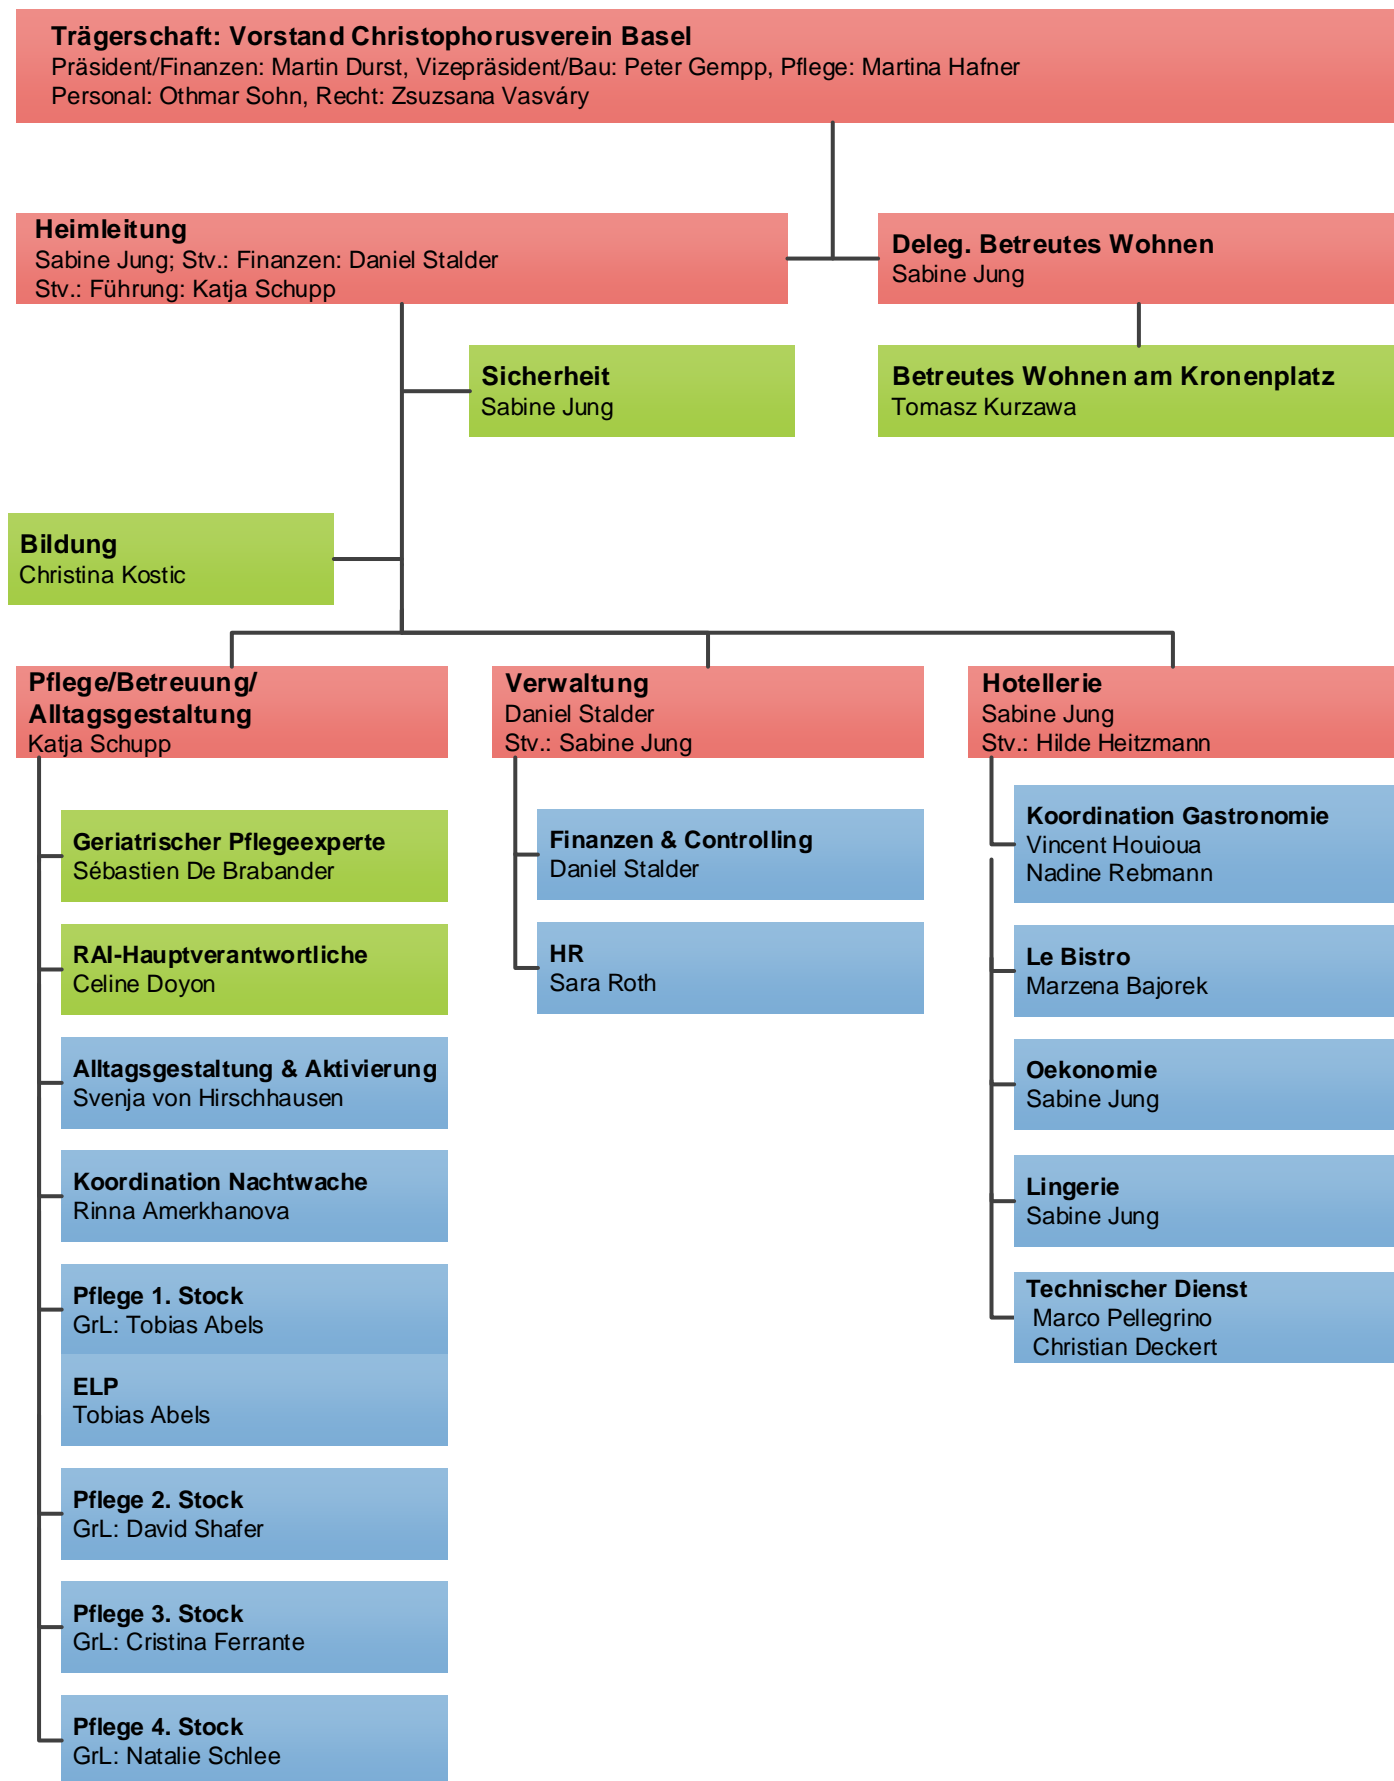 Trägerschaft: Vorstand Christophorusverein Basel
Präsident/Finanzen: Martin Durst, Vizepräsident/Bau: Peter Gempp, Pflege: Martina Hafner
Personal: Othmar Sohn, Recht: Zsuzsana Vasváry
Heimleitung
Sabine Jung; Stv.: Finanzen: Daniel Stalder
Stv.: Führung: Katja Schupp
Deleg. Betreutes Wohnen
Sabine Jung
Sicherheit
Sabine Jung
Betreutes Wohnen am Kronenplatz
Tomasz Kurzawa
Bildung
Christina Kostic
Pflege/Betreuung/
Alltagsgestaltung
Katja Schupp
Geriatrischer Pflegeexperte
Sébastien De Brabander
RAI-Hauptverantwortliche
Celine Doyon
Alltagsgestaltung & Aktivierung
Svenja von Hirschhausen
Koordination Nachtwache
Rinna Amerkhanova
Pflege 1. Stock
GrL: Tobias Abels
ELP
Tobias Abels
Pflege 2. Stock
GrL: David Shafer
Pflege 3. Stock
GrL: Cristina Ferrante
Pflege 4. Stock
GrL: Natalie Schlee
Verwaltung
Daniel Stalder
Stv.: Sabine Jung
Finanzen & Controlling
Daniel Stalder
HR
Sara Roth
Hotellerie
Sabine Jung
Stv.: Hilde Heitzmann
Koordination Gastronomie
Vincent Houioua
Nadine Rebmann
Le Bistro
Marzena Bajorek
Oekonomie
Sabine Jung
Lingerie
Sabine Jung
Technischer Dienst
Marco Pellegrino
Christian Deckert